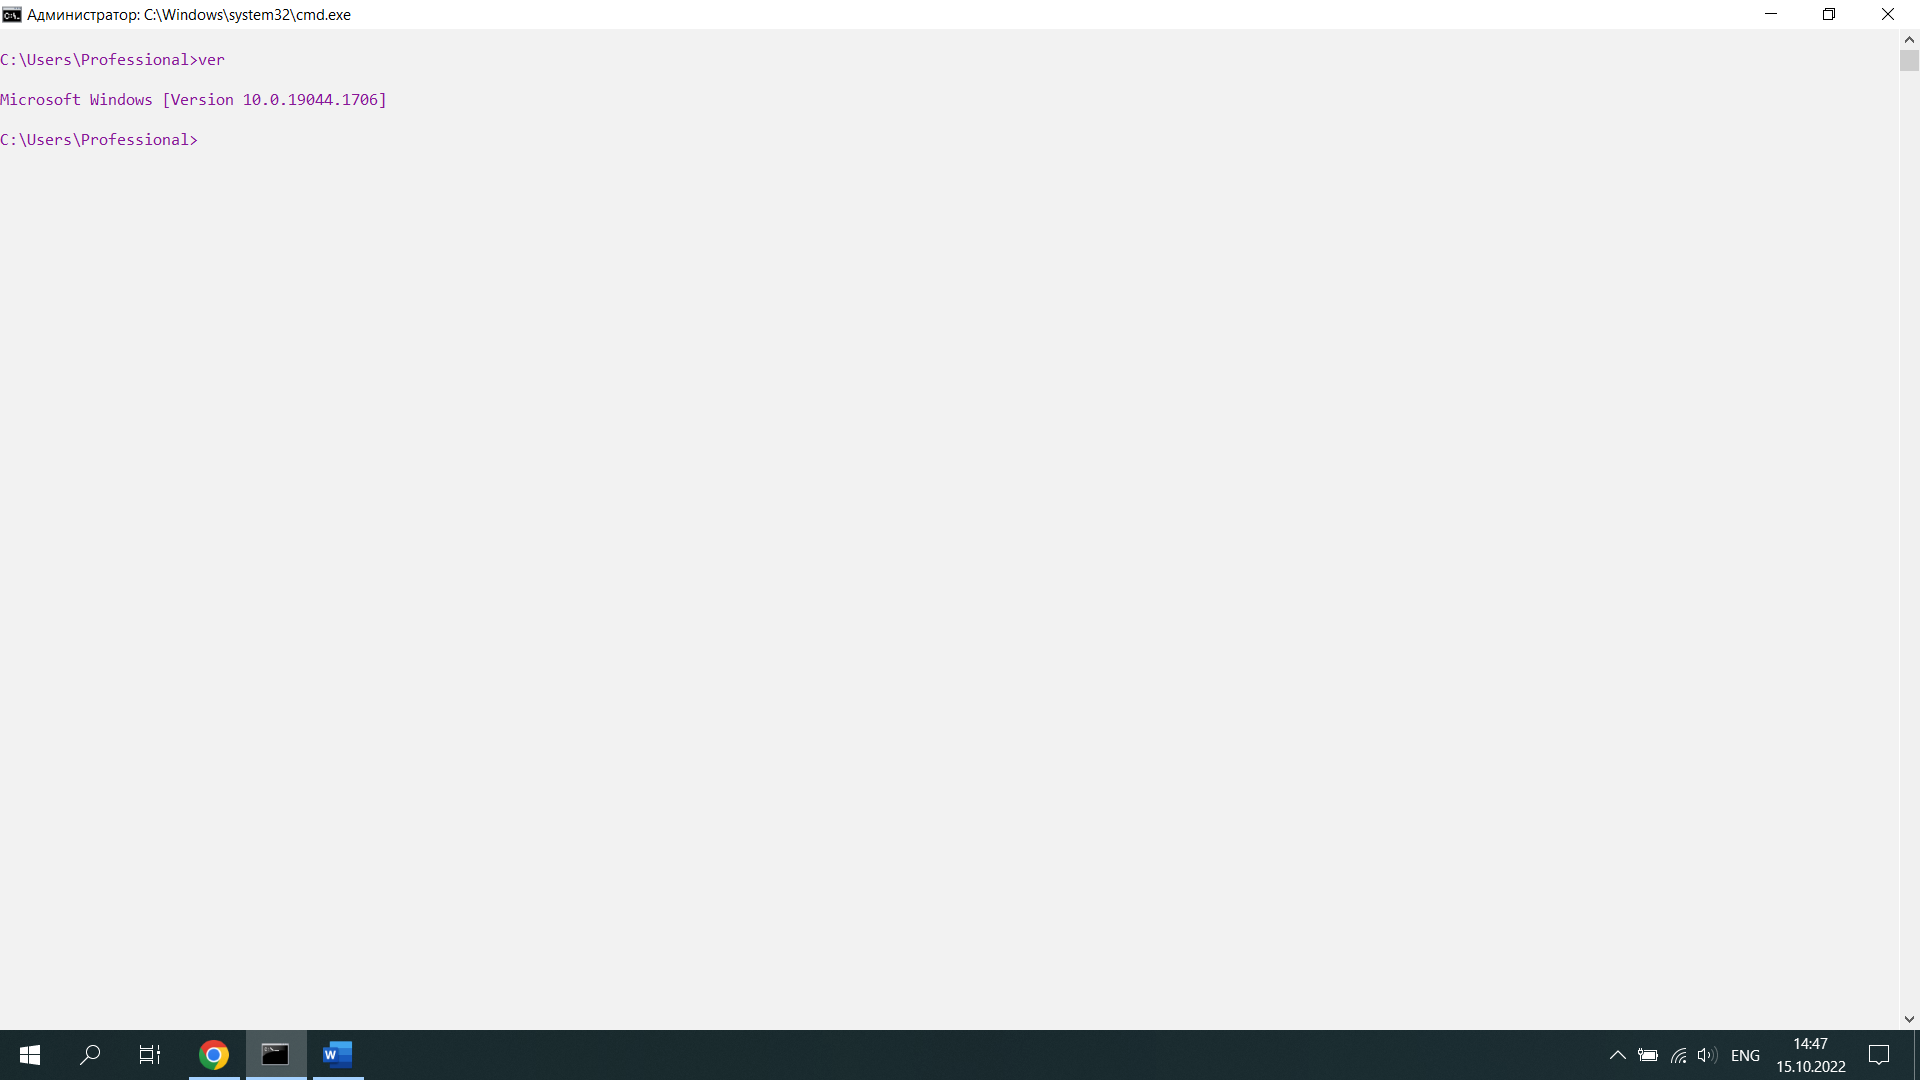 Администратор: C:\Windows\system32\cmd.exe
C:\Users\Professional>ver
Microsoft Windows [Version 10.0.19044.1706]
C:\Users\Professional>
ENG
14:47
15.10.2022